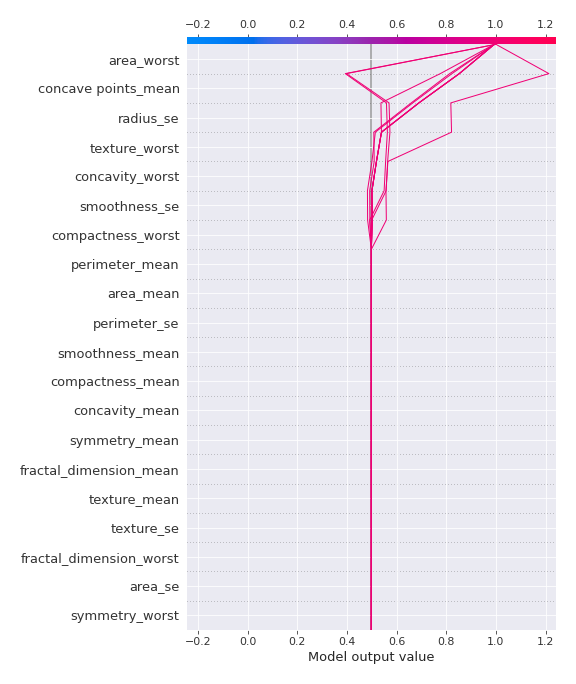 −0.2 0.0 0.2 0.4 0.6 0.8 1.0 1.2
area_worst
concave points_mean
radius_se
texture_worst
concavity_worst
smoothness_se
compactness_worst
perimeter_mean
area_mean
perimeter_se
smoothness_mean
compactness_mean
concavity_mean
symmetry_mean
fractal_dimension_mean
texture_mean
texture_se
fractal_dimension_worst
area_se
symmetry_worst
−0.2 0.0 0.2 0.4 0.6 0.8 1.0 1.2
Model output value